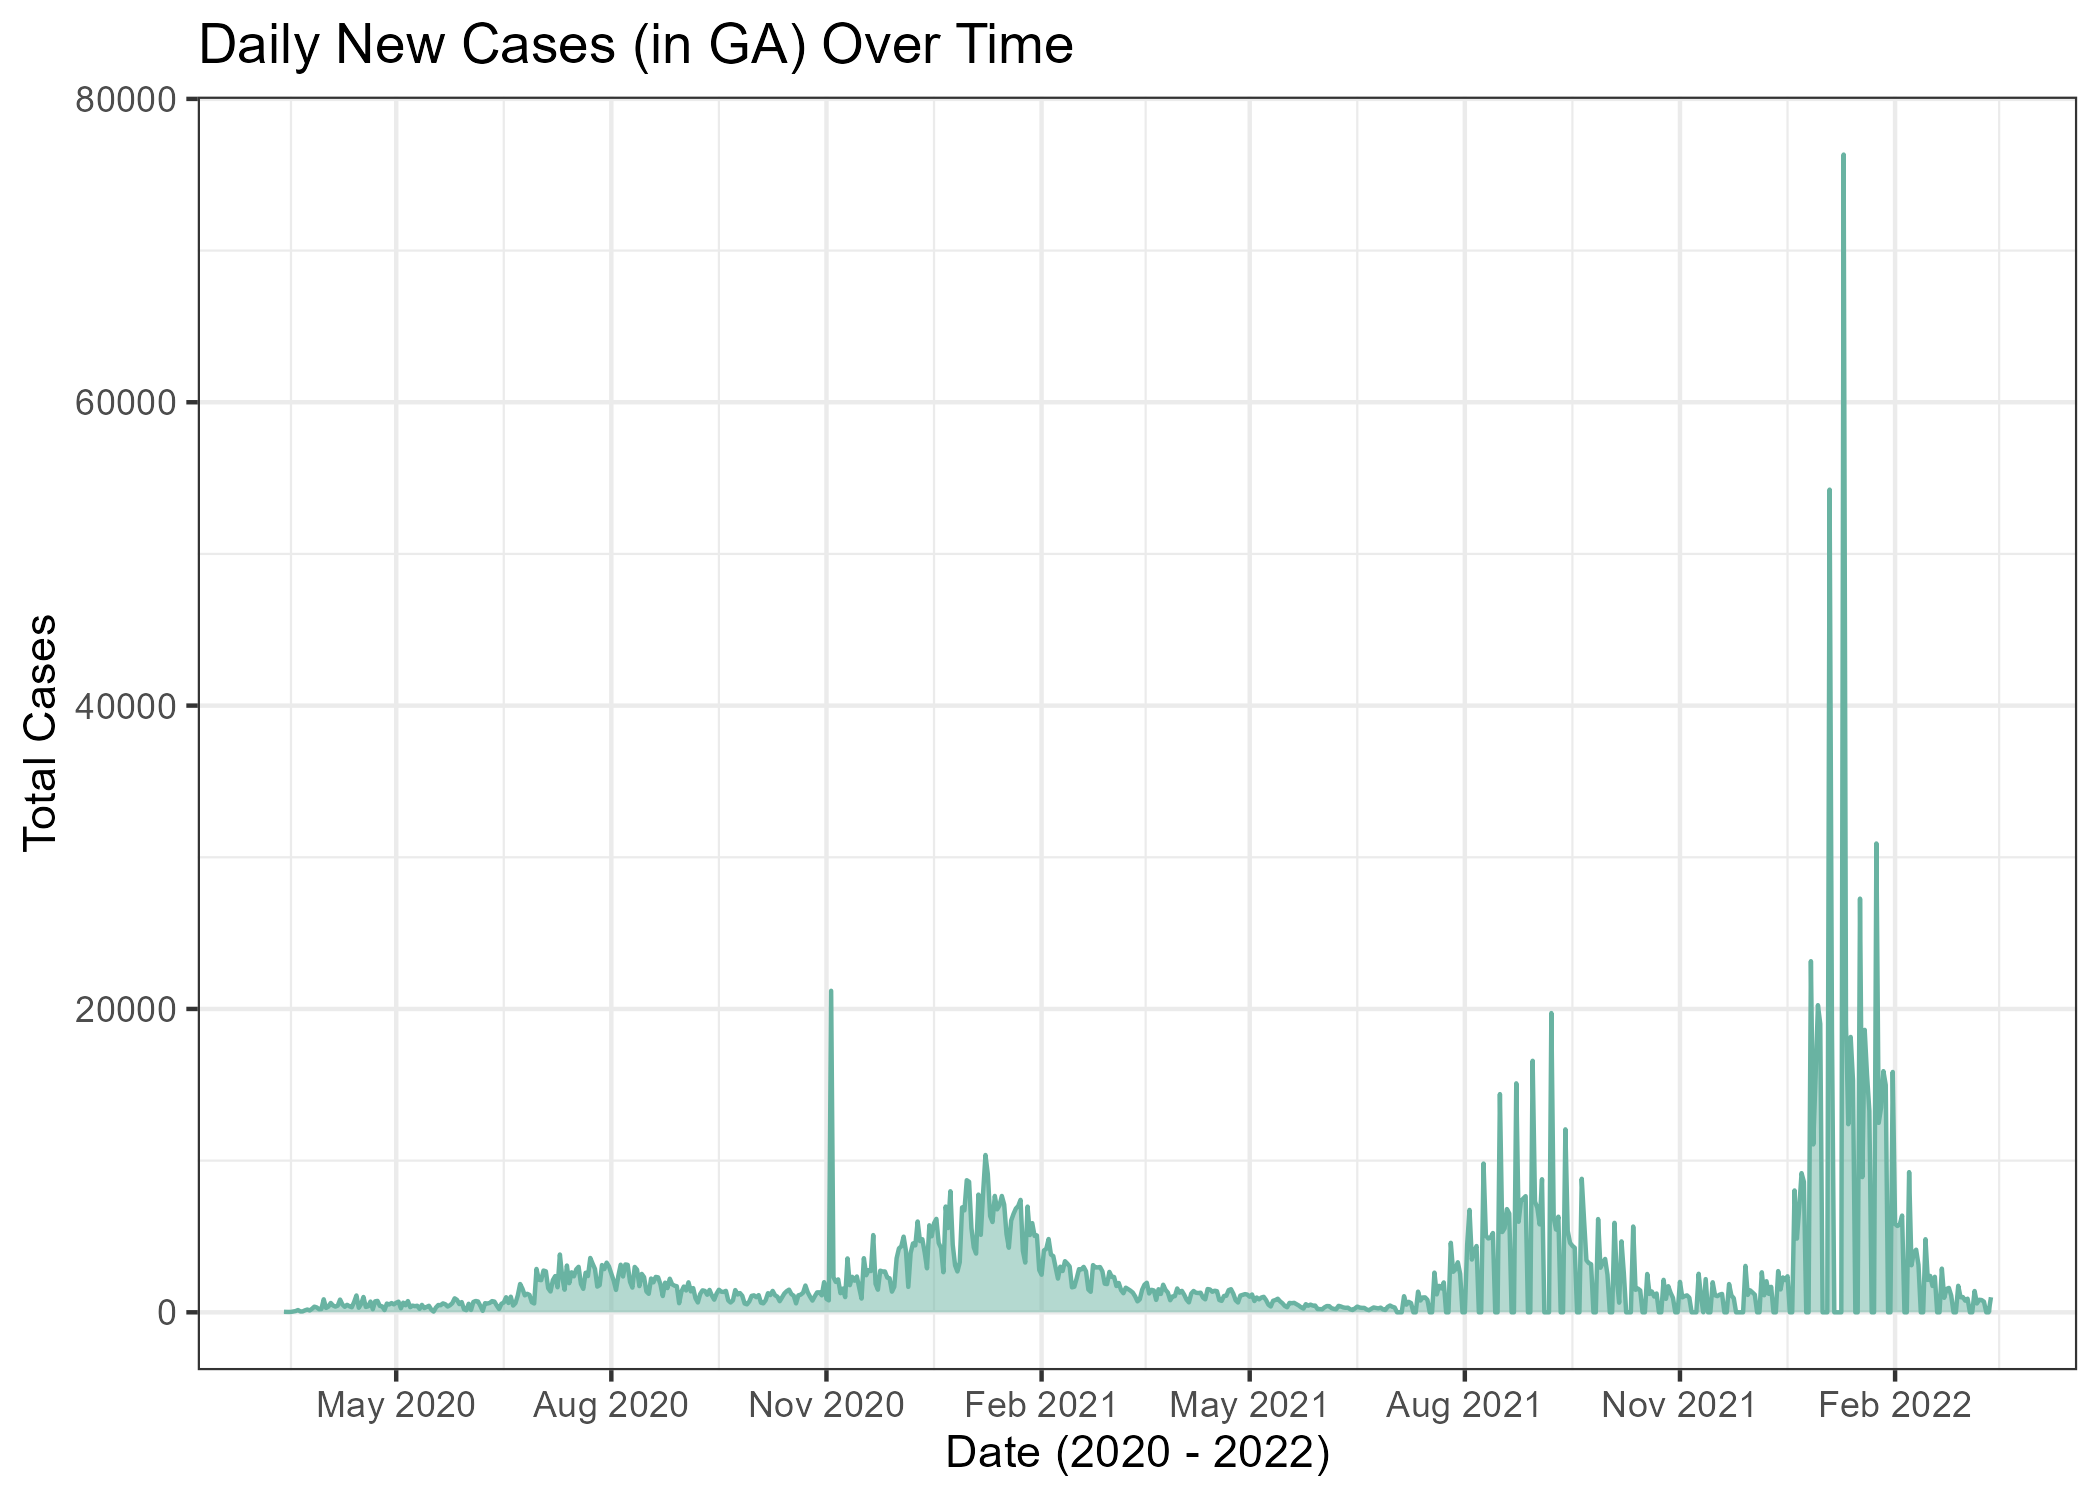 Daily New Cases (in GA) Over Time
80000
60000
40000
20000
0
Total Cases
May 2020 Aug 2020 Nov 2020 Feb 2021 May 2021 Aug 2021 Nov 2021 Feb 2022
Date (2020 - 2022)